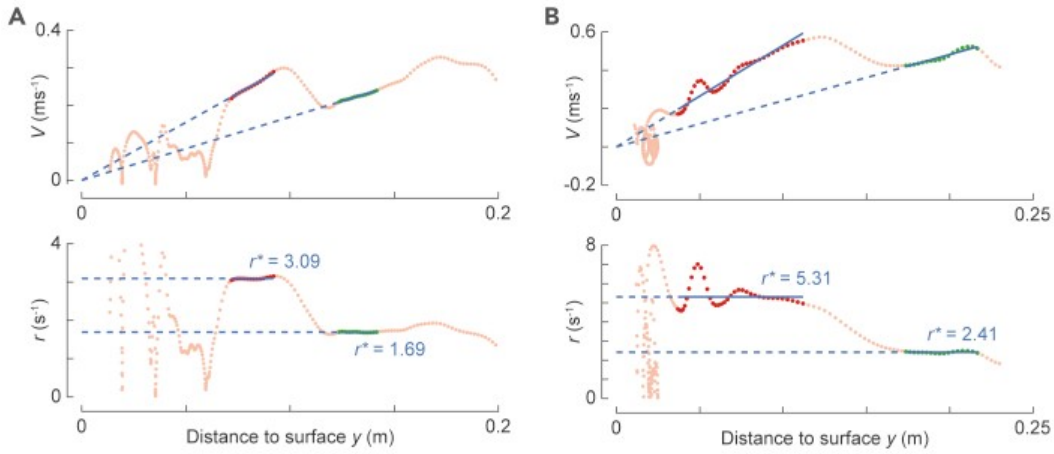 A
0.4
V (ms⁻¹)
0
0
0.2
4
r* = 3.09
r (s⁻¹)
r* = 1.69
0
0
0.2
Distance to surface y (m)
B
0.6
V (ms⁻¹)
-0.2
0
0.25
8
r* = 5.31
r (s⁻¹)
r* = 2.41
0
0
0.25
Distance to surface y (m)